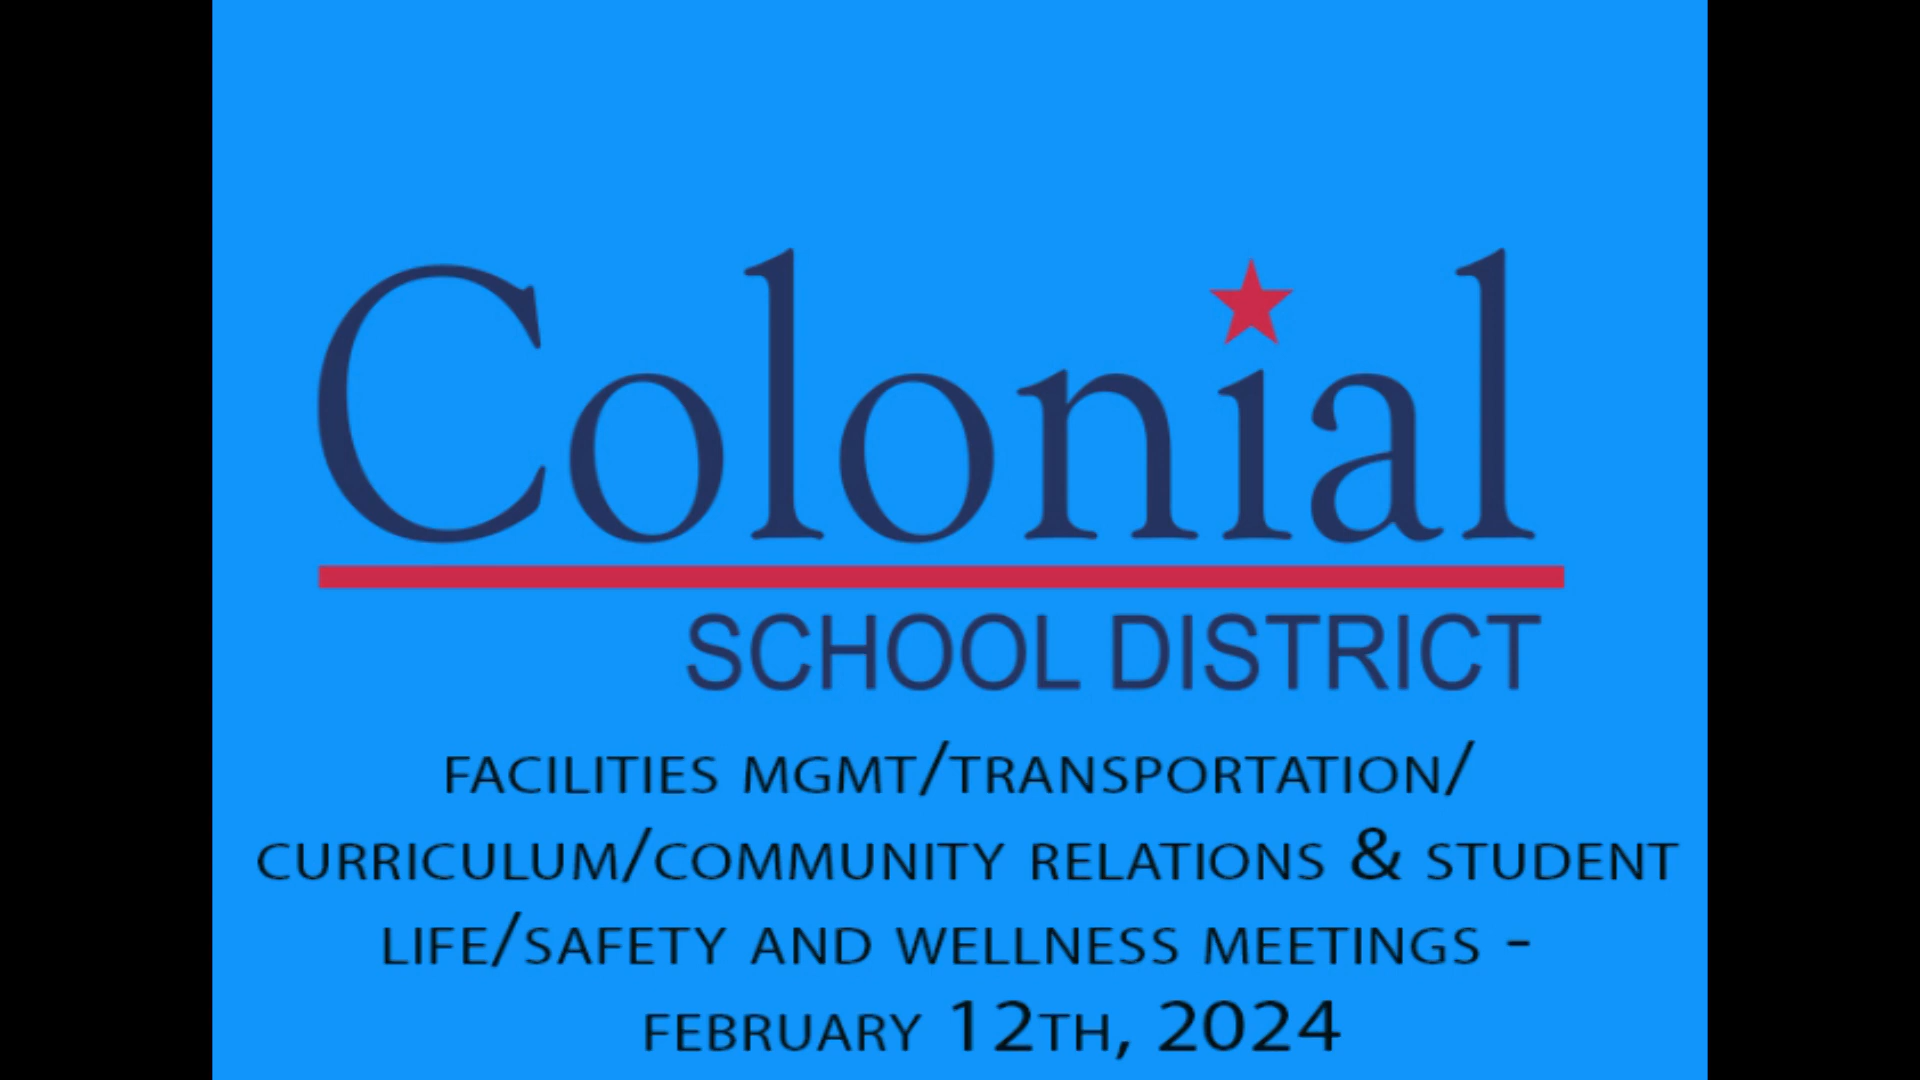 Colonial
SCHOOL DISTRICT
FACILITIES MGMT/TRANSPORTATION/
CURRICULUM/COMMUNITY RELATIONS & STUDENT
LIFE/SAFETY AND WELLNESS MEETINGS -
FEBRUARY 12TH, 2024